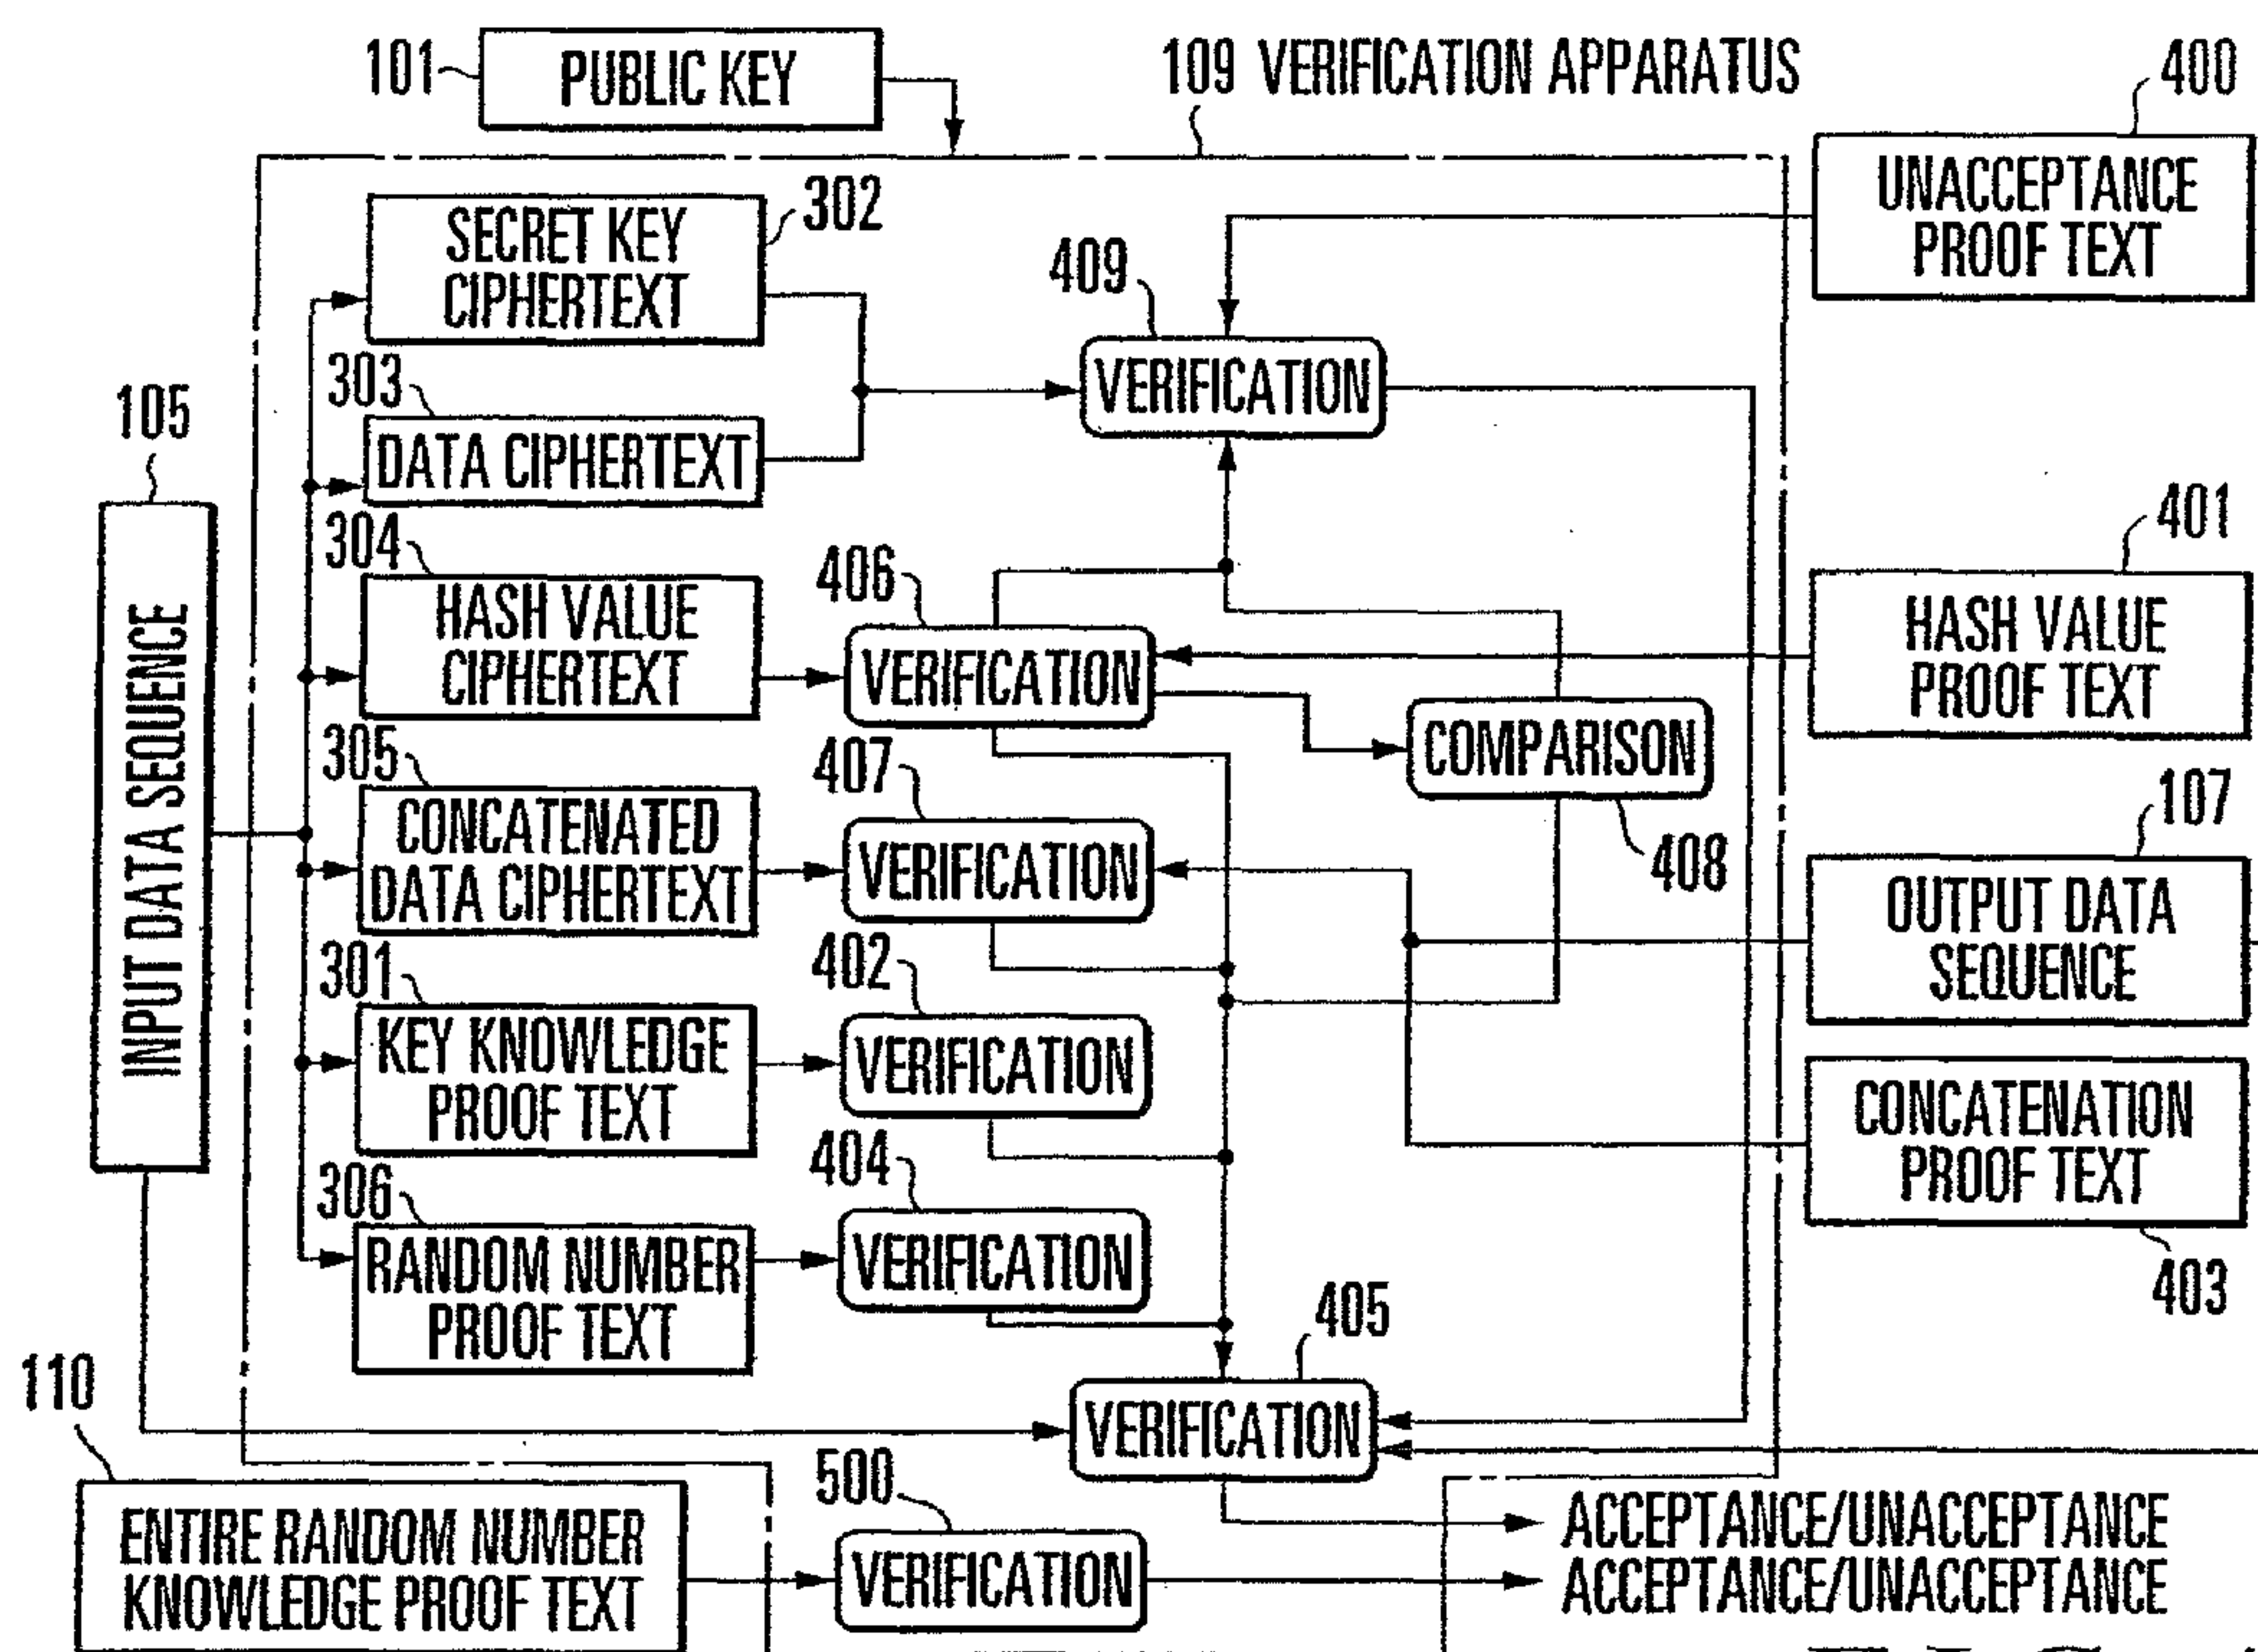 101
PUBLIC KEY
109 VERIFICATION APPARATUS
400
UNACCEPTANCE
PROOF TEXT
302
SECRET KEY
CIPHERTEXT
409
VERIFICATION
303
DATA CIPHERTEXT
105
INPUT DATA SEQUENCE
304
HASH VALUE
CIPHERTEXT
406
VERIFICATION
401
HASH VALUE
PROOF TEXT
COMPARISON
408
305
CONCATENATED
DATA CIPHERTEXT
407
VERIFICATION
107
OUTPUT DATA
SEQUENCE
301
KEY KNOWLEDGE
PROOF TEXT
402
VERIFICATION
CONCATENATION
PROOF TEXT
403
306
RANDOM NUMBER
PROOF TEXT
404
VERIFICATION
405
VERIFICATION
110
ENTIRE RANDOM NUMBER
KNOWLEDGE PROOF TEXT
500
VERIFICATION
ACCEPTANCE/UNACCEPTANCE
ACCEPTANCE/UNACCEPTANCE